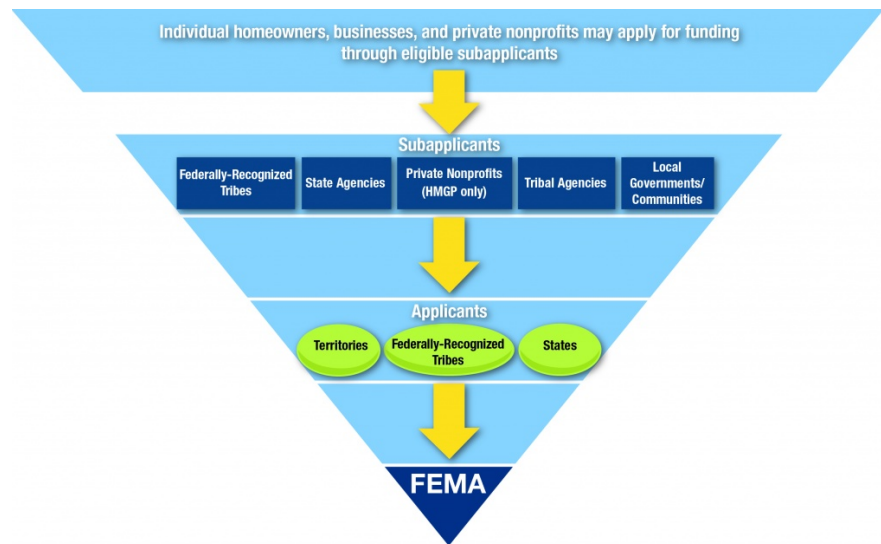 Individual homeowners, businesses, and private nonprofits may apply for funding
through eligible subapplicants
Subapplicants
Federally-Recognized
Tribes
State Agencies
Private Nonprofits
(HMGP only)
Tribal Agencies
Local
Governments/
Communities
Applicants
Territories
Federally-Recognized
Tribes
States
FEMA